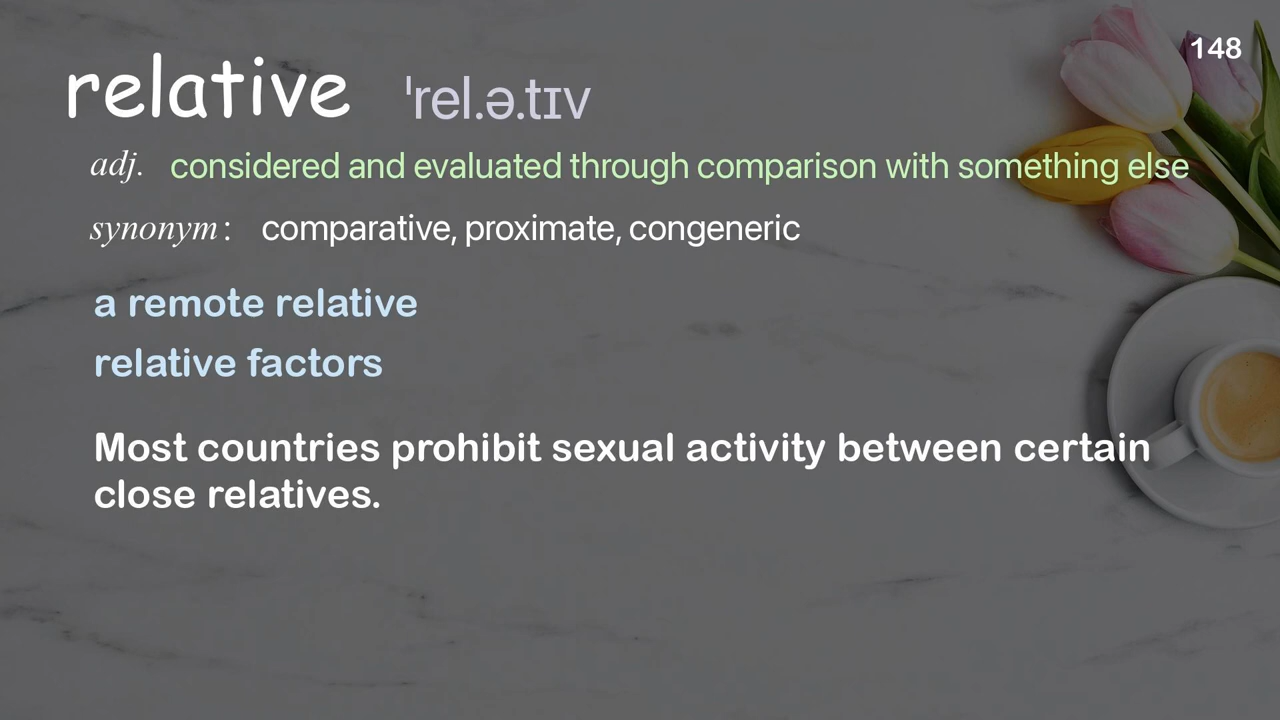 148
relative ˈrel.ə.tɪv
adj. considered and evaluated through comparison with something else
synonym: comparative, proximate, congeneric
a remote relative
relative factors
Most countries prohibit sexual activity between certain
close relatives.